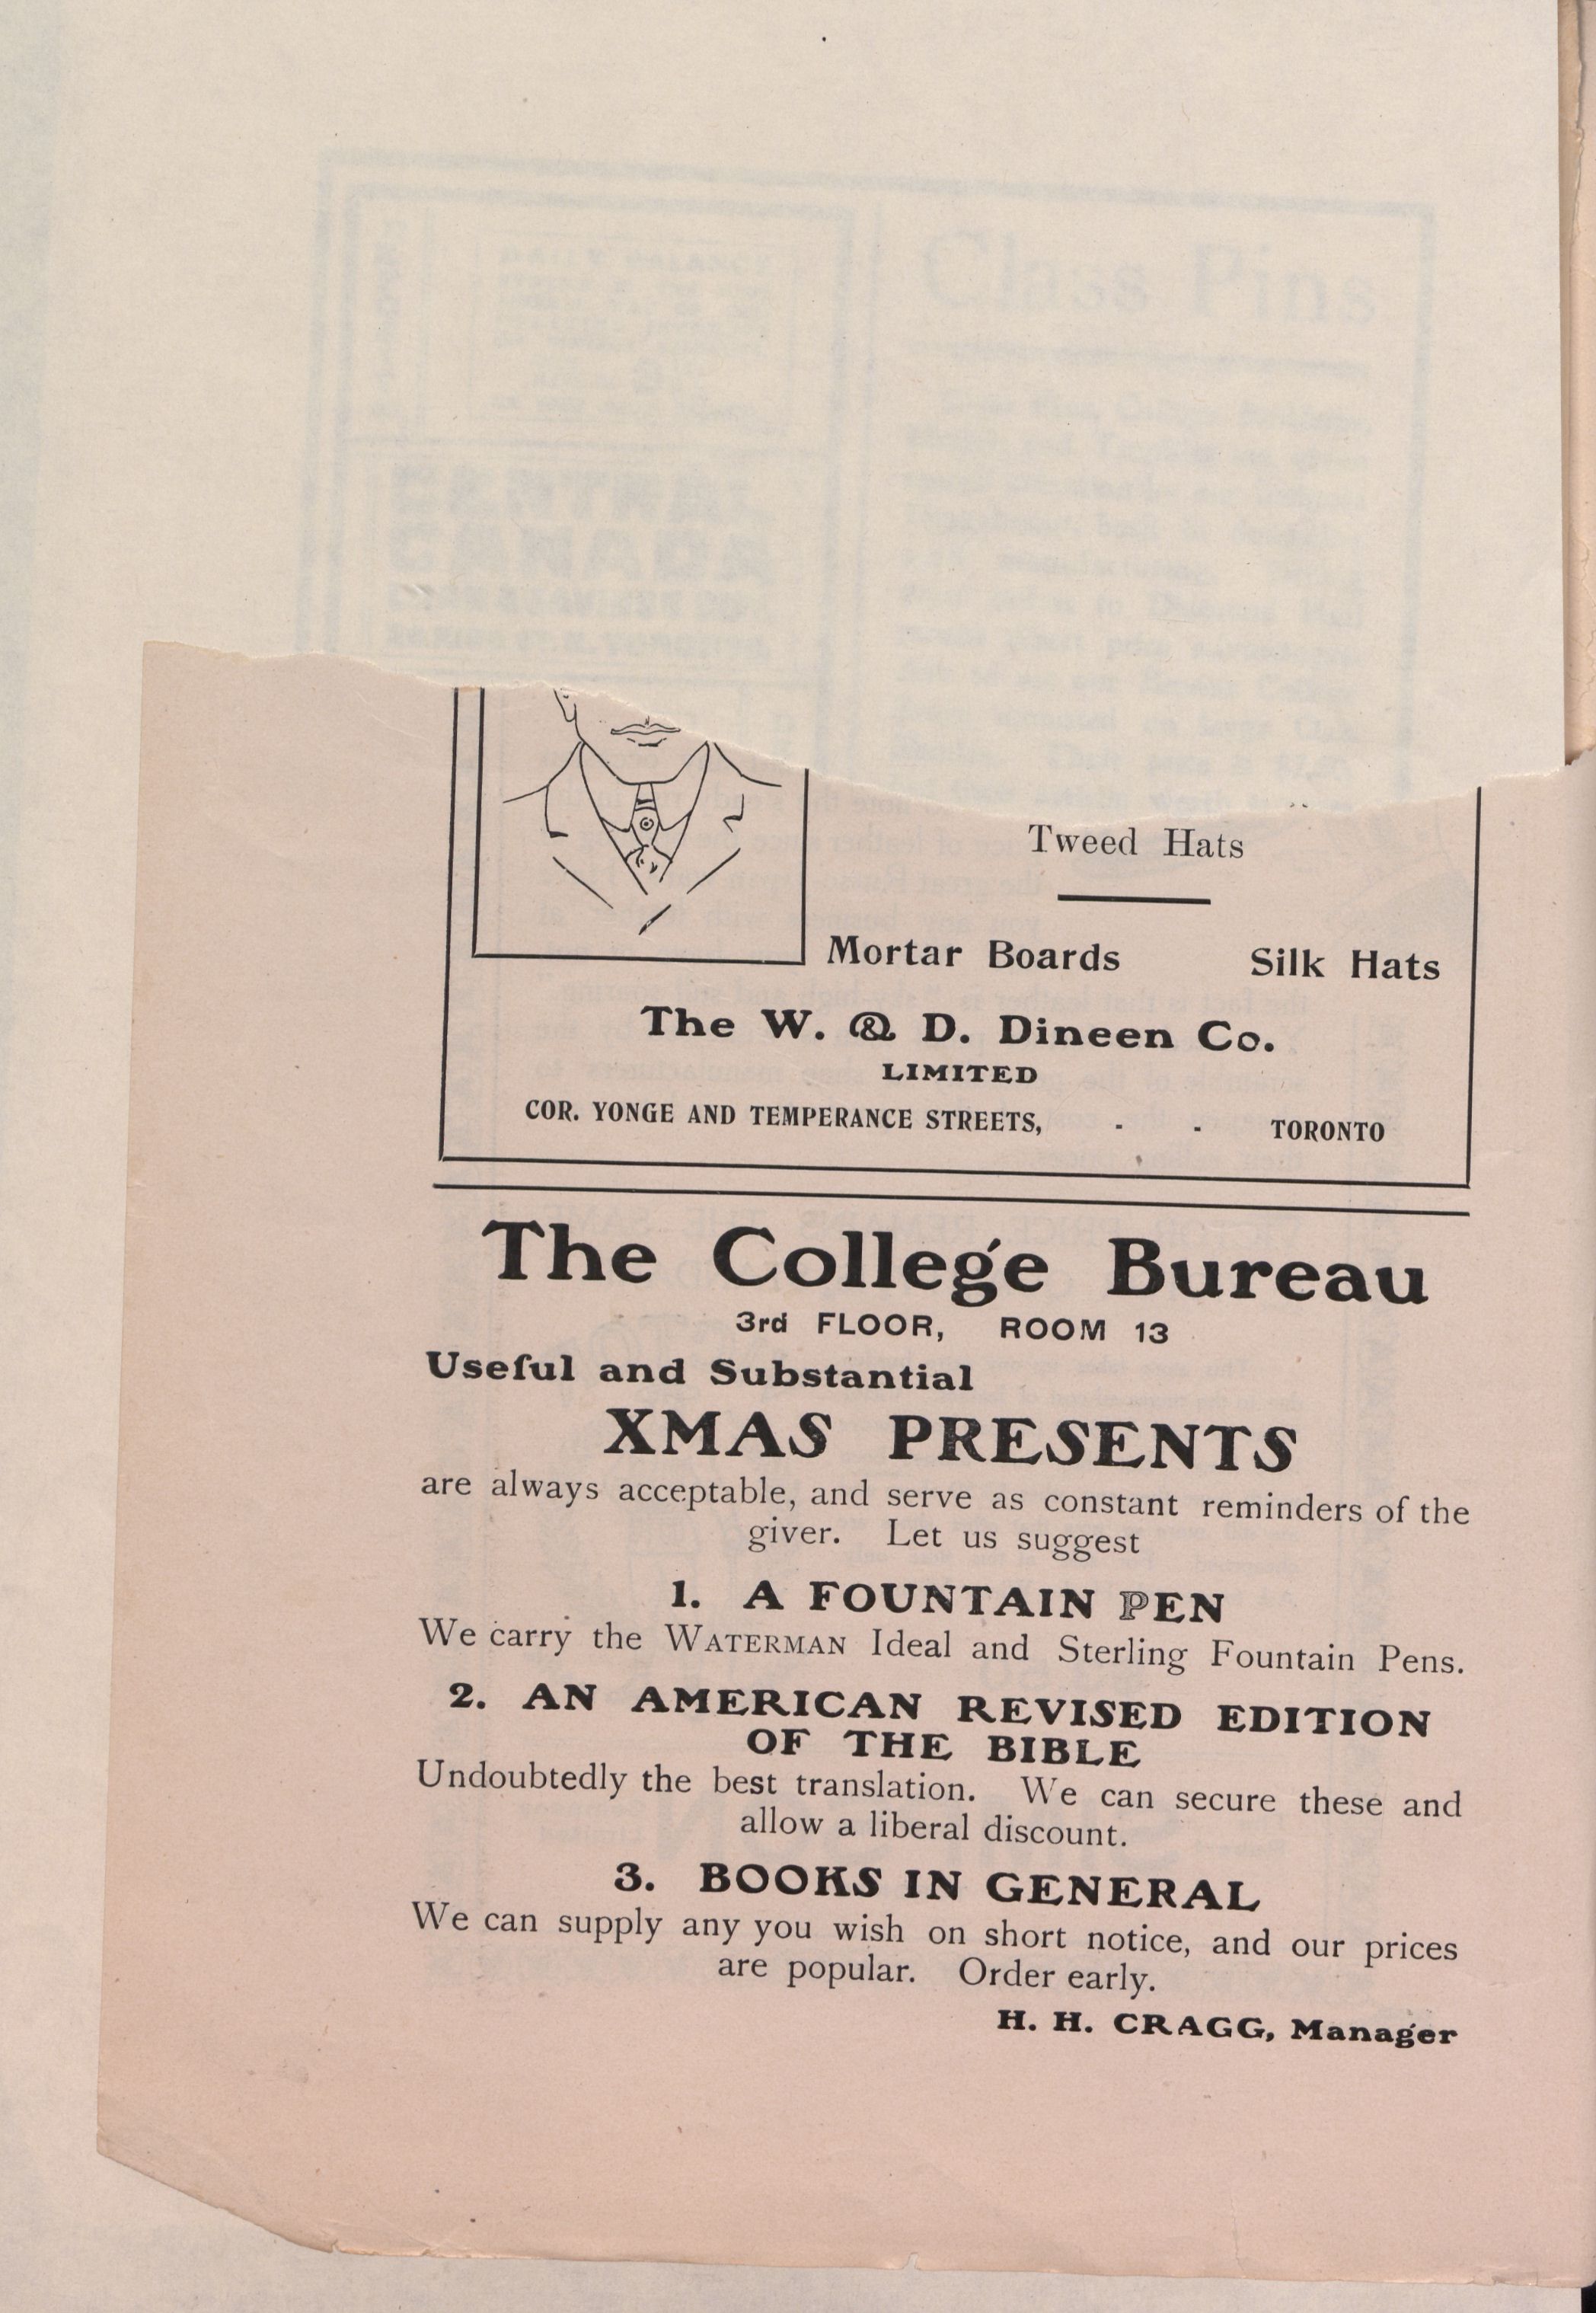 Class Pins
CENTRAL
CANADA
Tweed Hats
Mortar Boards Silk Hats
The W. & D. Dineen Co.
LIMITED
COR. YONGE AND TEMPERANCE STREETS, - - TORONTO
The College Bureau
3rd FLOOR, ROOM 13
Useful and Substantial
XMAS PRESENTS
are always acceptable, and serve as constant reminders of the
giver. Let us suggest
1. A FOUNTAIN PEN
We carry the WATERMAN Ideal and Sterling Fountain Pens.
2. AN AMERICAN REVISED EDITION
OF THE BIBLE
Undoubtedly the best translation. We can secure these and
allow a liberal discount.
3. BOOKS IN GENERAL
We can supply any you wish on short notice, and our prices
are popular. Order early.
H. H. CRAGG, Manager